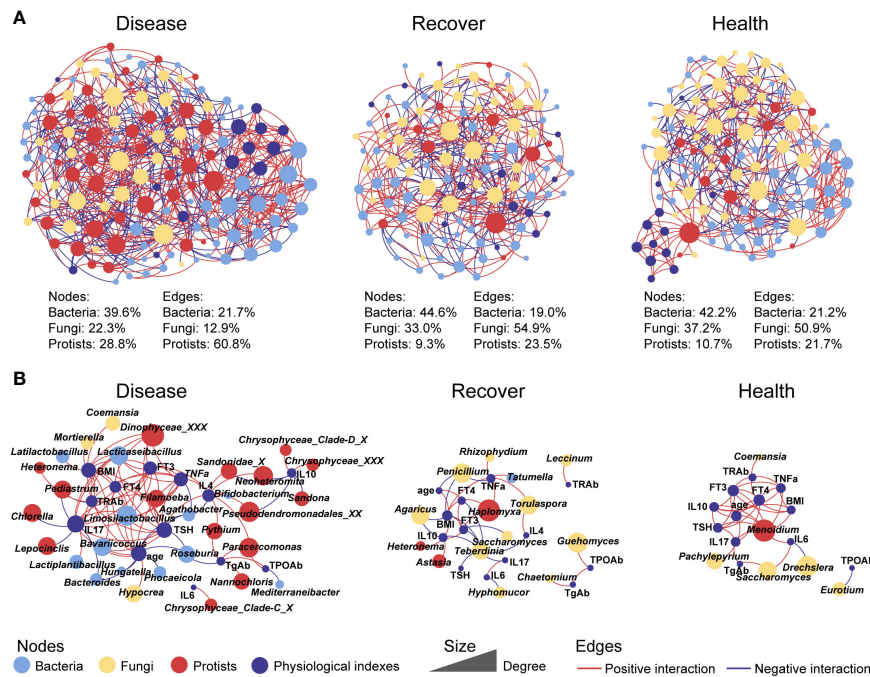 A
Disease
Recover
Health
Nodes:
Bacteria: 39.6%
Fungi: 22.3%
Protists: 28.8%
Edges:
Bacteria: 21.7%
Fungi: 12.9%
Protists: 60.8%
Nodes:
Bacteria: 44.6%
Fungi: 33.0%
Protists: 9.3%
Edges:
Bacteria: 19.0%
Fungi: 54.9%
Protists: 23.5%
Nodes:
Bacteria: 42.2%
Fungi: 37.2%
Protists: 10.7%
Edges:
Bacteria: 21.2%
Fungi: 50.9%
Protists: 21.7%
B
Disease
Coemansia
Dinophyceae_XXX
Mortierella
Latilactobacillus
Lacticaseibacillus
Heteronema
BMI
FT3
TNFa
Sandonidae_X
Chrysophyceae_Clade-D_X
Chrysophyceae_XXX
Neoheteromita
IL10
Sandona
Pediastrum
FT4
IL4
TRAb
Filamoeba
Bifidobacterium
Chlorella
Limosilactobacillus
Agathobacter
Pseudodendromonadales_XX
IL17
TSH
Pythium
Lepocinclis
Bavariicoccus
Paracercomonas
age
Roseburia
Lactiplantibacillus
TgAb
TPOAb
Hungatella
Phocaeicola
Nannochloris
Bacteroides
IL6
Mediterraneibacter
Hypocrea
Chrysophyceae_Clade-C_X
Recover
Rhizophydium
Leccinum
Penicillium
TNFa
Tatumella
age
FT4
TRAb
Agaricus
Haplomyxa
Torulaspora
BMI
FT3
IL10
Saccharomyces
IL4
Guehomyces
Heteronema
Teberdinia
Astasia
IL17
TPOAb
TSH
IL6
Chaetomium
Hyphomucor
TgAb
Health
Coemansia
TRAb
FT3
TNFa
FT4
IL10
age
BMI
TSH
Menoidium
IL17
IL6
Pachylepyrium
Drechslera
TgAb
TPOAb
Saccharomyces
Eurotium
Nodes
Bacteria
Fungi
Protists
Physiological indexes
Size
Degree
Edges
Positive interaction
Negative interaction